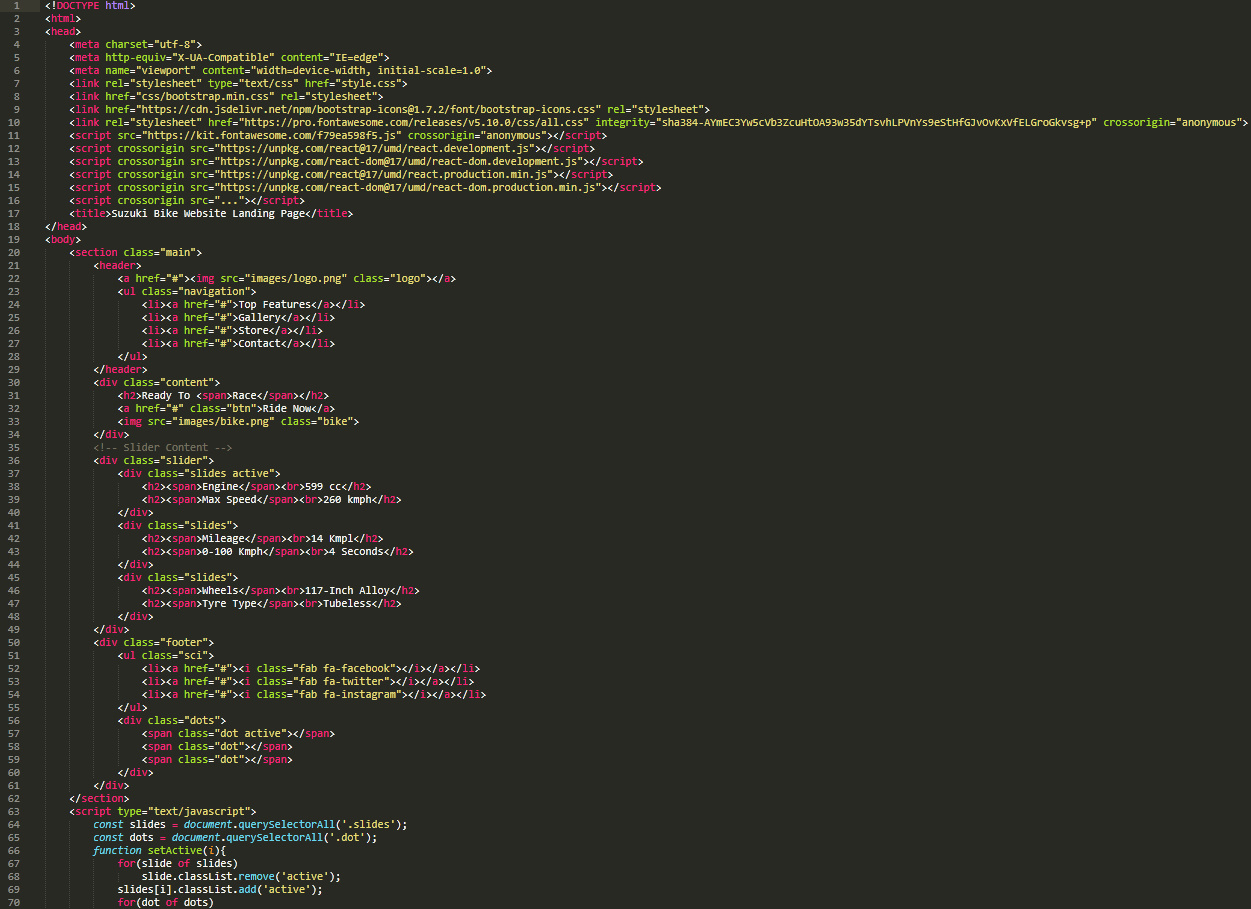 1 <!DOCTYPE html>
2 <html>
3 <head>
4 <meta charset="utf-8">
5 <meta http-equiv="X-UA-Compatible" content="IE=edge">
6 <meta name="viewport" content="width=device-width, initial-scale=1.0">
7 <link rel="stylesheet" type="text/css" href="style.css">
8 <link href="css/bootstrap.min.css" rel="stylesheet">
9 <link href="https://cdn.jsdelivr.net/npm/bootstrap-icons@1.7.2/font/bootstrap-icons.css" rel="stylesheet">
10 <link rel="stylesheet" href="https://pro.fontawesome.com/releases/v5.10.0/css/all.css" integrity="sha384-AYmEC3Yw5cVb3ZcuHtOA93w35dYTsvhLPVnYs9eStHfGJvOvKxVfELGroGkvsg+p" crossorigin="anonymous">
11 <script src="https://kit.fontawesome.com/f79ea598f5.js" crossorigin="anonymous"></script>
12 <script crossorigin src="https://unpkg.com/react@17/umd/react.development.js"></script>
13 <script crossorigin src="https://unpkg.com/react-dom@17/umd/react-dom.development.js"></script>
14 <script crossorigin src="https://unpkg.com/react@17/umd/react.production.min.js"></script>
15 <script crossorigin src="https://unpkg.com/react-dom@17/umd/react-dom.production.min.js"></script>
16 <script crossorigin src="..."></script>
17 <title>Suzuki Bike Website Landing Page</title>
18 </head>
19 <body>
20 <section class="main">
21 <header>
22 <a href="#"><img src="images/logo.png" class="logo"></a>
23 <ul class="navigation">
24 <li><a href="#">Top Features</a></li>
25 <li><a href="#">Gallery</a></li>
26 <li><a href="#">Store</a></li>
27 <li><a href="#">Contact</a></li>
28 </ul>
29 </header>
30 <div class="content">
31 <h2>Ready To <span>Race</span></h2>
32 <a href="#" class="btn">Ride Now</a>
33 <img src="images/bike.png" class="bike">
34 </div>
35 <!-- Slider Content -->
36 <div class="slider">
37 <div class="slides active">
38 <h2><span>Engine</span><br>599 cc</h2>
39 <h2><span>Max Speed</span><br>260 kmph</h2>
40 </div>
41 <div class="slides">
42 <h2><span>Mileage</span><br>14 Kmpl</h2>
43 <h2><span>0-100 Kmph</span><br>4 Seconds</h2>
44 </div>
45 <div class="slides">
46 <h2><span>Wheels</span><br>117-Inch Alloy</h2>
47 <h2><span>Tyre Type</span><br>Tubeless</h2>
48 </div>
49 </div>
50 <div class="footer">
51 <ul class="sci">
52 <li><a href="#"><i class="fab fa-facebook"></i></a></li>
53 <li><a href="#"><i class="fab fa-twitter"></i></a></li>
54 <li><a href="#"><i class="fab fa-instagram"></i></a></li>
55 </ul>
56 <div class="dots">
57 <span class="dot active"></span>
58 <span class="dot"></span>
59 <span class="dot"></span>
60 </div>
61 </div>
62 </section>
63 <script type="text/javascript">
64 const slides = document.querySelectorAll('.slides');
65 const dots = document.querySelectorAll('.dot');
66 function setActive(i){
67 for(slide of slides)
68 slide.classList.remove('active');
69 slides[i].classList.add('active');
70 for(dot of dots)